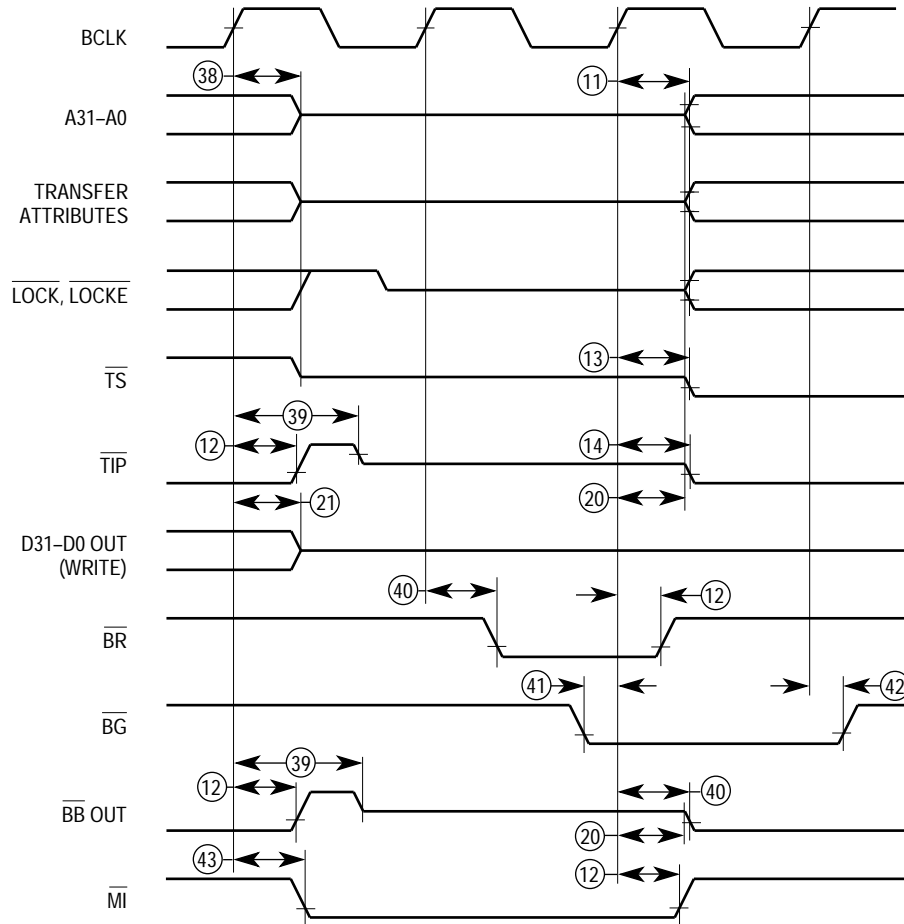 BCLK
38
11
A31–A0
TRANSFER
ATTRIBUTES
LOCK, LOCKE
13
TS
39
12
14
TIP
21
20
D31–D0 OUT
(WRITE)
40
12
BR
41
42
BG
39
12
40
BB OUT
20
43
12
MI